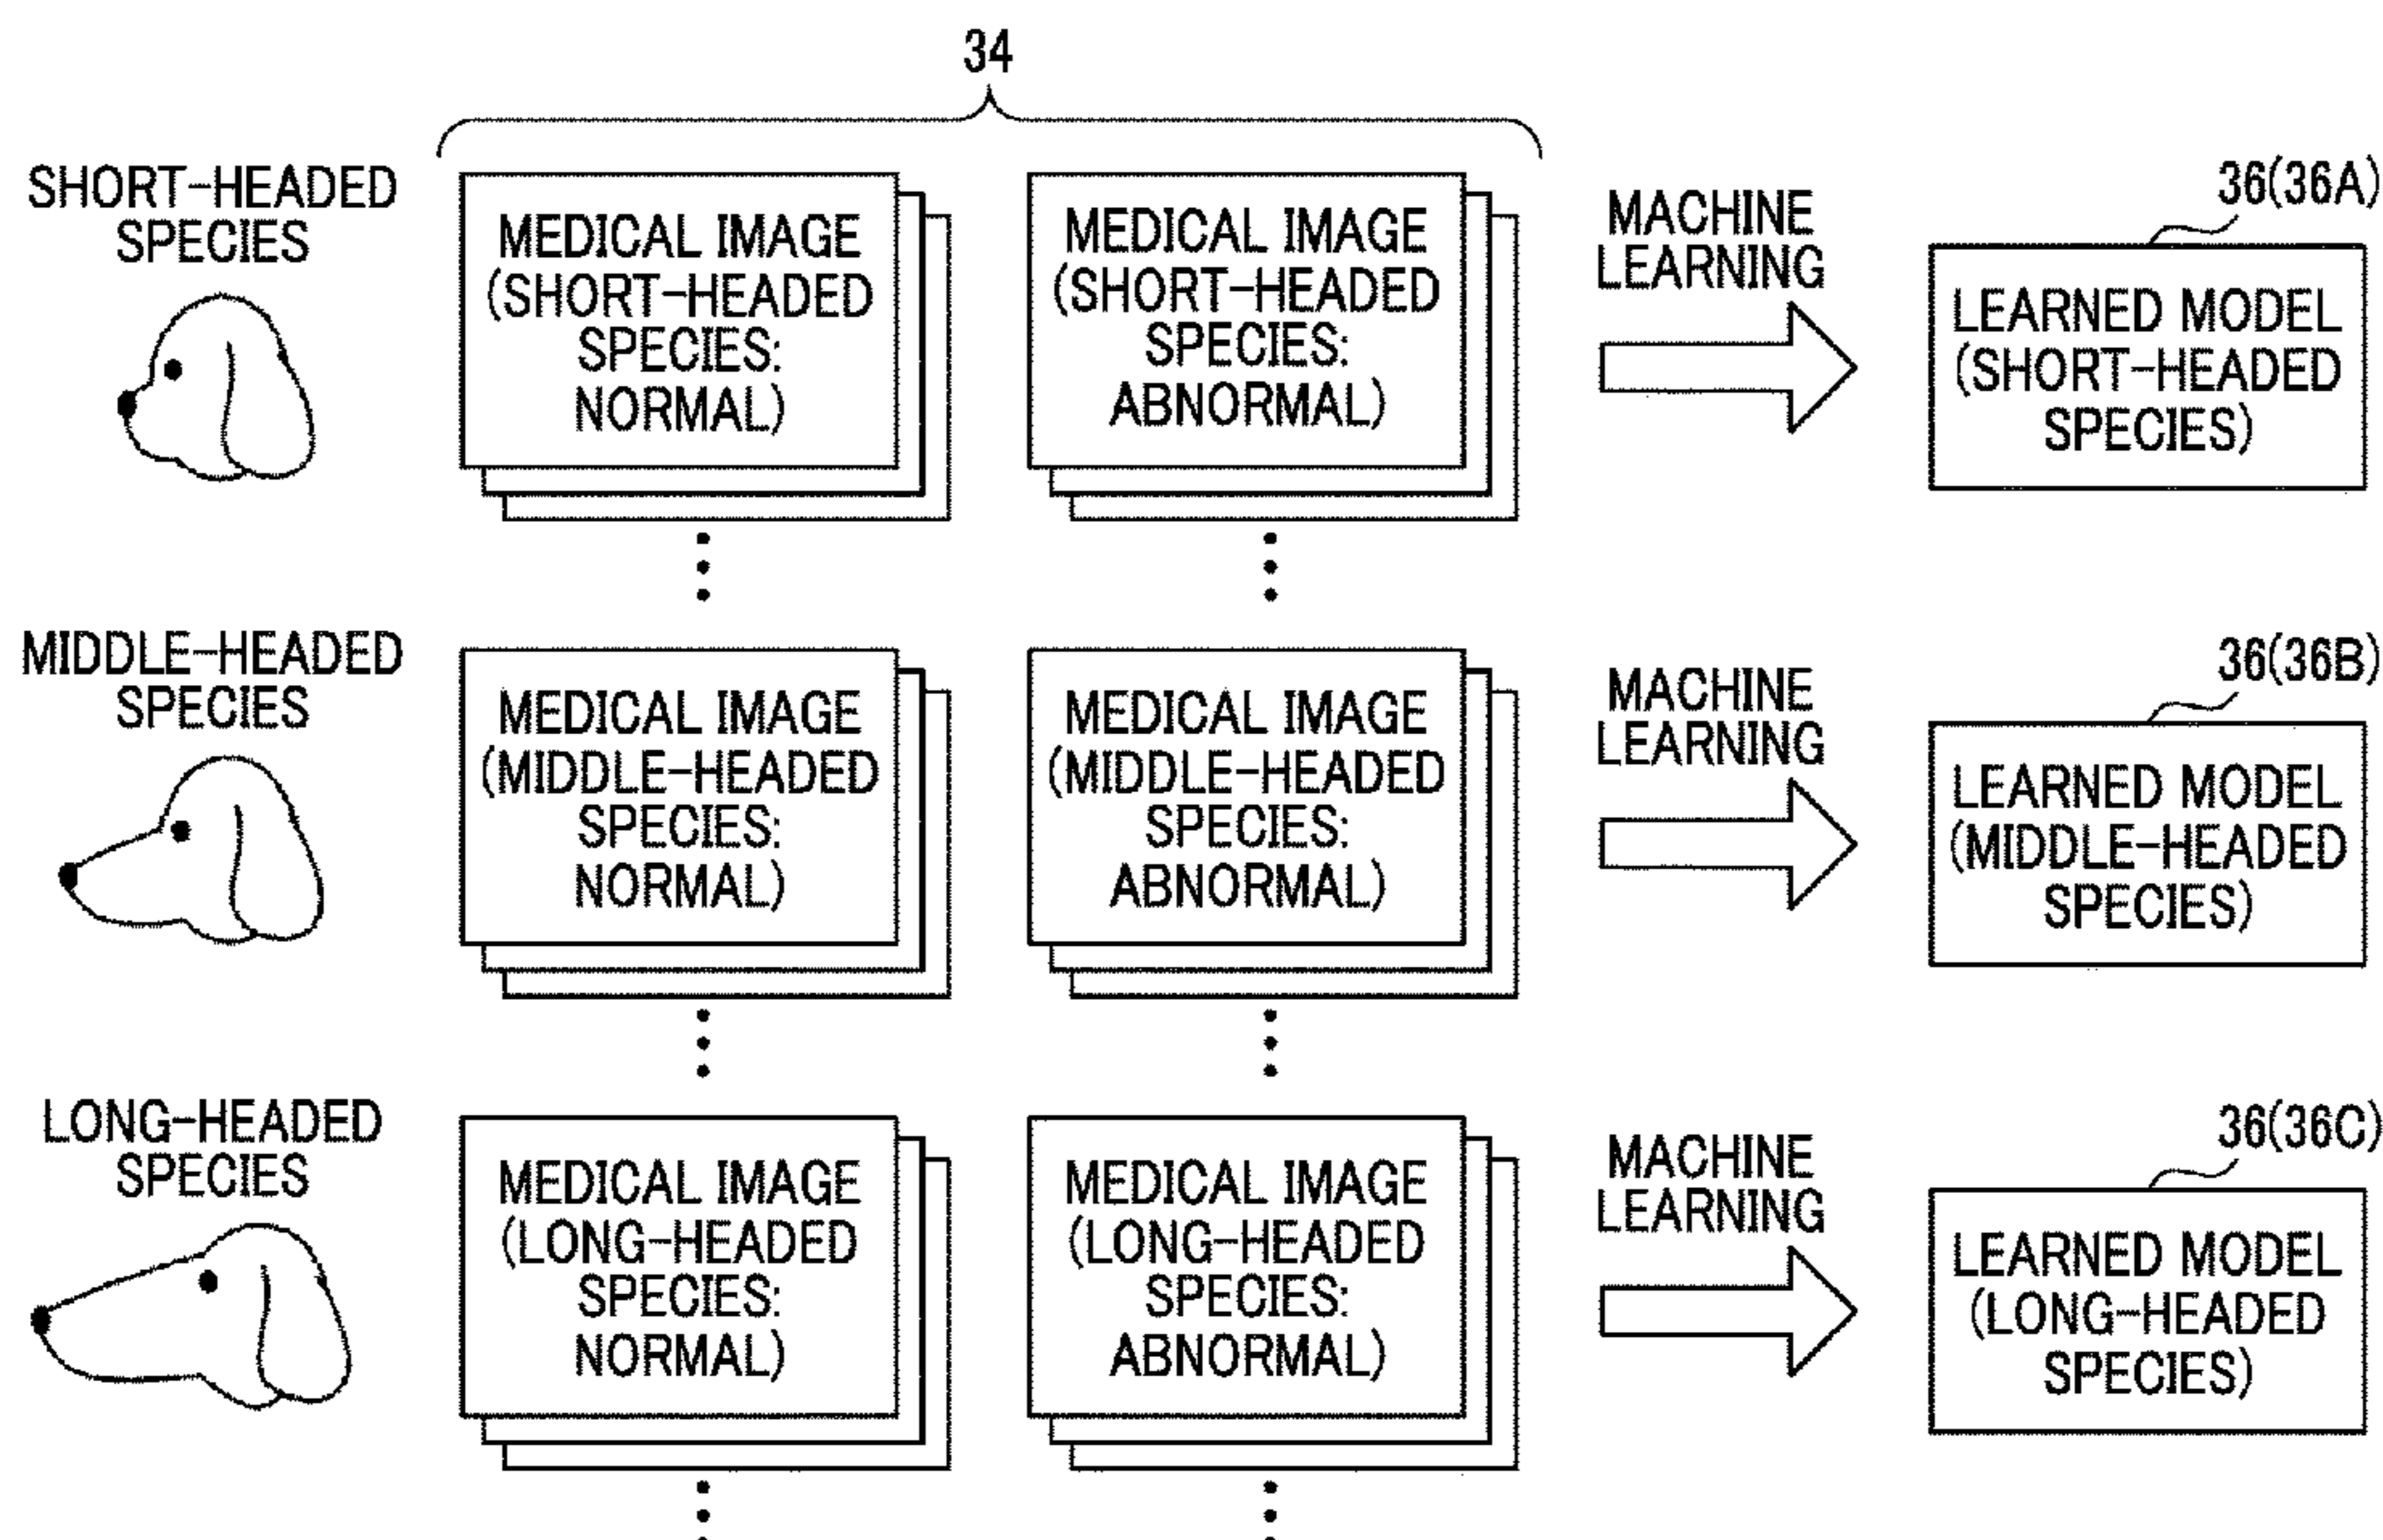 34
SHORT-HEADED
SPECIES
MEDICAL IMAGE
(SHORT-HEADED
SPECIES:
NORMAL)
MEDICAL IMAGE
(SHORT-HEADED
SPECIES:
ABNORMAL)
MACHINE
LEARNING
36(36A)
LEARNED MODEL
(SHORT-HEADED
SPECIES)
MIDDLE-HEADED
SPECIES
MEDICAL IMAGE
(MIDDLE-HEADED
SPECIES:
NORMAL)
MEDICAL IMAGE
(MIDDLE-HEADED
SPECIES:
ABNORMAL)
MACHINE
LEARNING
36(36B)
LEARNED MODEL
(MIDDLE-HEADED
SPECIES)
LONG-HEADED
SPECIES
MEDICAL IMAGE
(LONG-HEADED
SPECIES:
NORMAL)
MEDICAL IMAGE
(LONG-HEADED
SPECIES:
ABNORMAL)
MACHINE
LEARNING
36(36C)
LEARNED MODEL
(LONG-HEADED
SPECIES)